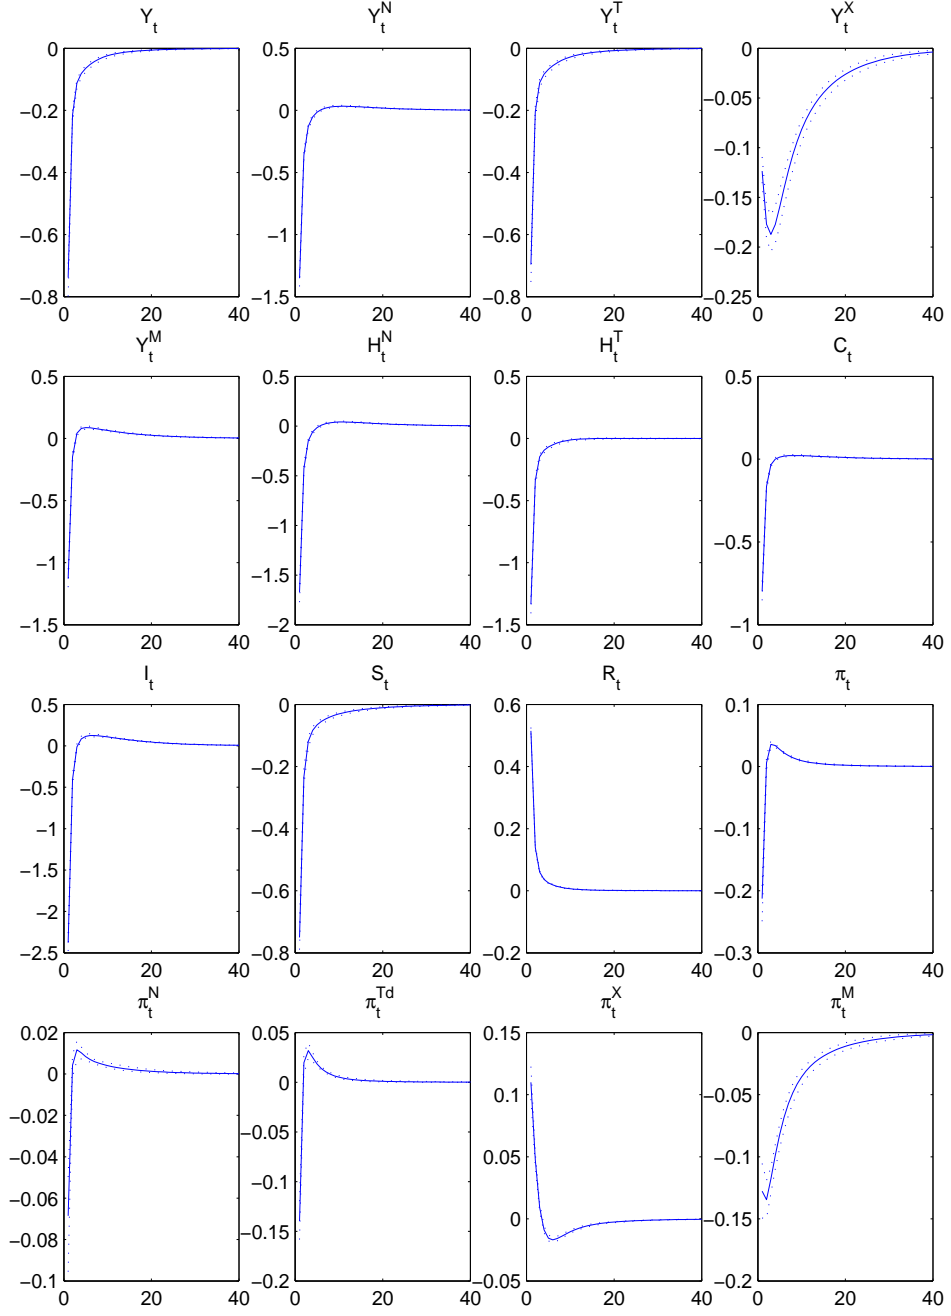 Y_t Y_t^N Y_t^T Y_t^X
0 0.5 0 0
−0.2 0 −0.2 −0.05
−0.4 −0.5 −0.4 −0.1
−0.6 −1 −0.6 −0.15
−0.8 −1.5 −0.8 −0.2
−0.25
0 20 40 0 20 40 0 20 40 0 20 40
Y_t^M H_t^N H_t^T C_t
0.5 0.5 0.5 0.5
0 0 0 0
−0.5 −0.5 −0.5 −0.5
−1 −1 −1 −1
−1.5 −1.5 −1.5
−2
0 20 40 0 20 40 0 20 40 0 20 40
I_t S_t R_t π_t
0.5 0 0.6 0.1
0 −0.2 0.4 0
−0.5 −0.4 0.2 −0.1
−1 −0.6 0 −0.2
−1.5 −0.8 −0.2 −0.3
−2
−2.5
0 20 40 0 20 40 0 20 40 0 20 40
π_t^N π_t^Td π_t^X π_t^M
0.02 0.05 0.15 0
0 0 0.1 −0.05
−0.02 −0.05 0.05 −0.1
−0.04 −0.1 0 −0.15
−0.06 −0.15 −0.05 −0.2
−0.08 −0.2
−0.1
0 20 40 0 20 40 0 20 40 0 20 40